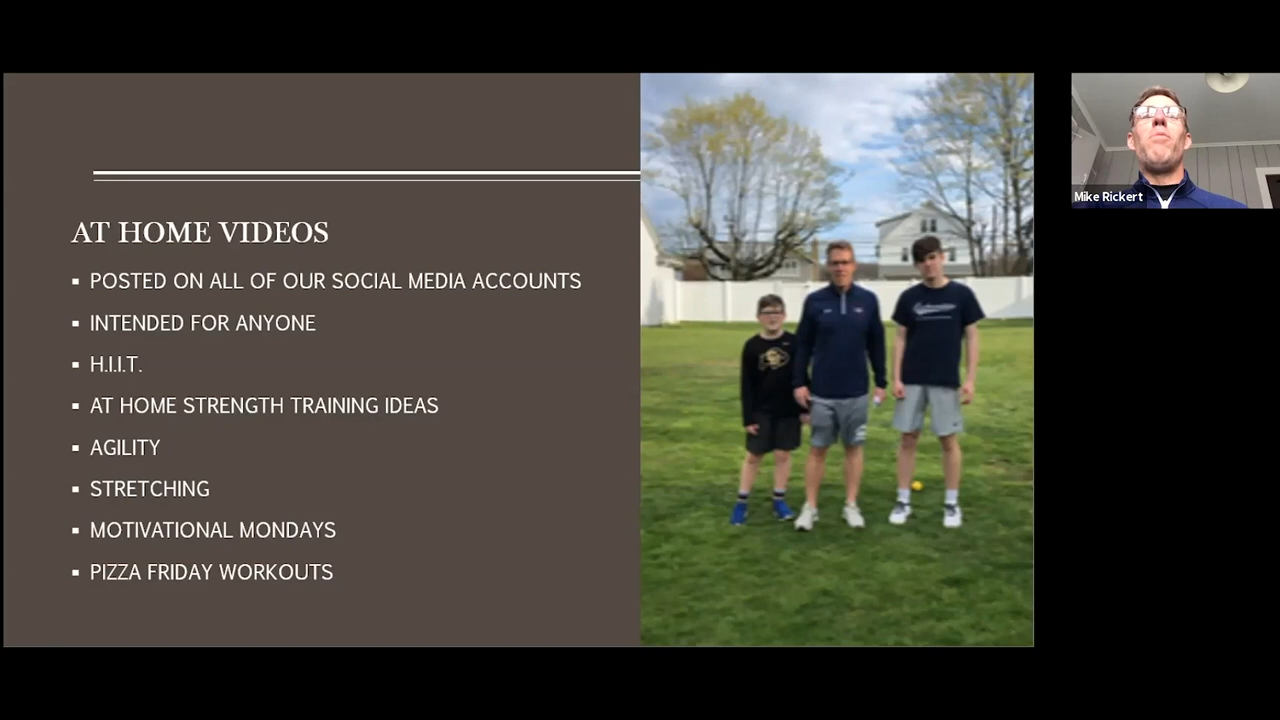 AT HOME VIDEOS
▪ POSTED ON ALL OF OUR SOCIAL MEDIA ACCOUNTS
▪ INTENDED FOR ANYONE
▪ H.I.I.T.
▪ AT HOME STRENGTH TRAINING IDEAS
▪ AGILITY
▪ STRETCHING
▪ MOTIVATIONAL MONDAYS
▪ PIZZA FRIDAY WORKOUTS
Mike Rickert